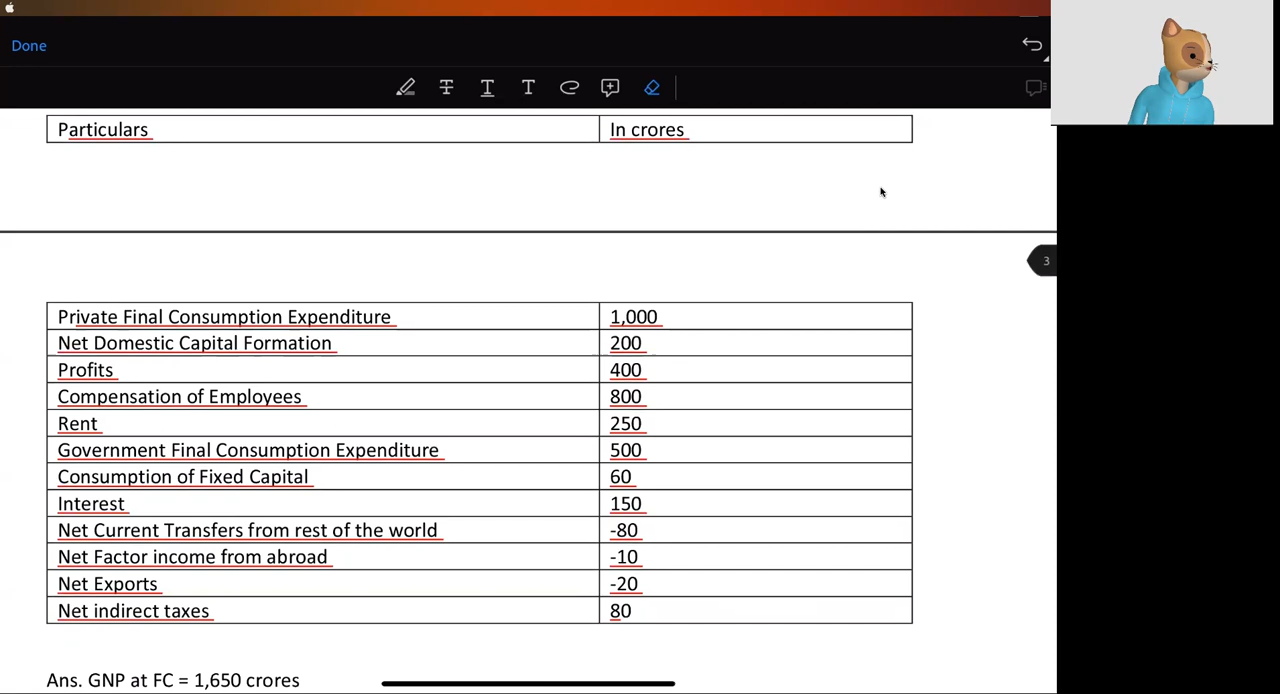 Done
Particulars In crores
3
Private Final Consumption Expenditure 1,000
Net Domestic Capital Formation 200
Profits 400
Compensation of Employees 800
Rent 250
Government Final Consumption Expenditure 500
Consumption of Fixed Capital 60
Interest 150
Net Current Transfers from rest of the world -80
Net Factor income from abroad -10
Net Exports -20
Net indirect taxes 80
Ans. GNP at FC = 1,650 crores